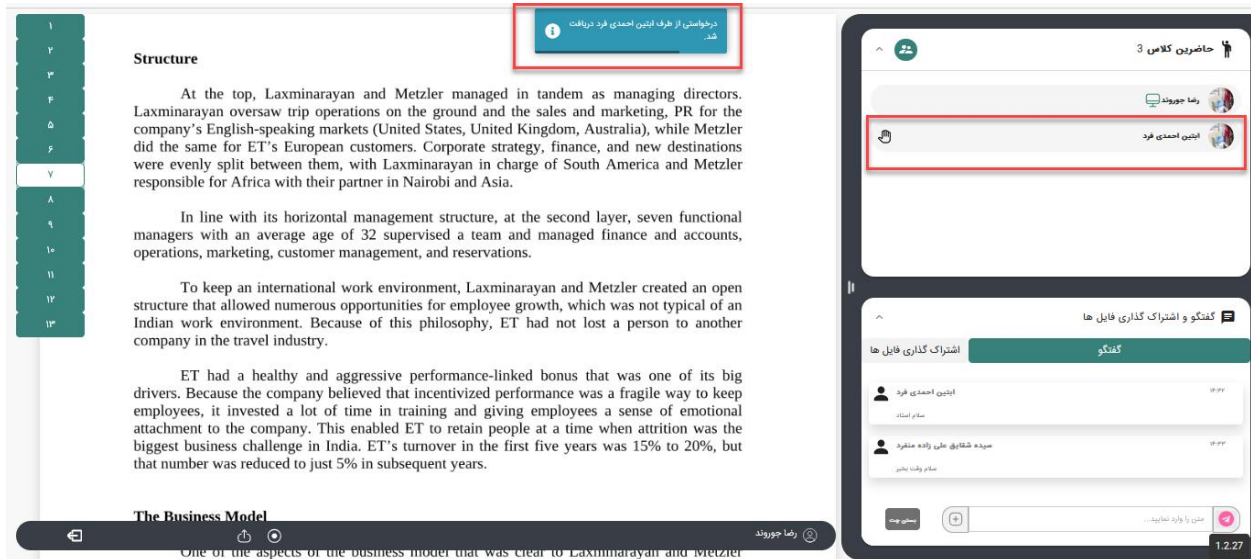 ۱
۲
۳
۴
۵
۶
۷
۸
۹
۱۰
۱۱
۱۲
۱۳
درخواستی از طرف ابتین احمدی فرد دریافت
شد.
Structure
At the top, Laxminarayan and Metzler managed in tandem as managing directors.
Laxminarayan oversaw trip operations on the ground and the sales and marketing, PR for the
company's English-speaking markets (United States, United Kingdom, Australia), while Metzler
did the same for ET's European customers. Corporate strategy, finance, and new destinations
were evenly split between them, with Laxminarayan in charge of South America and Metzler
responsible for Africa with their partner in Nairobi and Asia.
In line with its horizontal management structure, at the second layer, seven functional
managers with an average age of 32 supervised a team and managed finance and accounts,
operations, marketing, customer management, and reservations.
To keep an international work environment, Laxminarayan and Metzler created an open
structure that allowed numerous opportunities for employee growth, which was not typical of an
Indian work environment. Because of this philosophy, ET had not lost a person to another
company in the travel industry.
ET had a healthy and aggressive performance-linked bonus that was one of its big
drivers. Because the company believed that incentivized performance was a fragile way to keep
employees, it invested a lot of time in training and giving employees a sense of emotional
attachment to the company. This enabled ET to retain people at a time when attrition was the
biggest business challenge in India. ET's turnover in the first five years was 15% to 20%, but
that number was reduced to just 5% in subsequent years.
The Business Model
One of the aspects of the business model that was clear to Laxminarayan and Metzler
رضا جوروند
حاضرین کلاس 3
رضا جوروند
ابتین احمدی فرد
گفتگو و اشتراک گذاری فایل ها
گفتگو
اشتراک گذاری فایل ها
ابتین احمدی فرد
۱۴:۴۲
سلام استاد
سیده شقایق علی زاده منفرد
۱۴:۴۳
سلام وقت بخیر
متن را وارد نمایید...
بستن چت
1.2.27